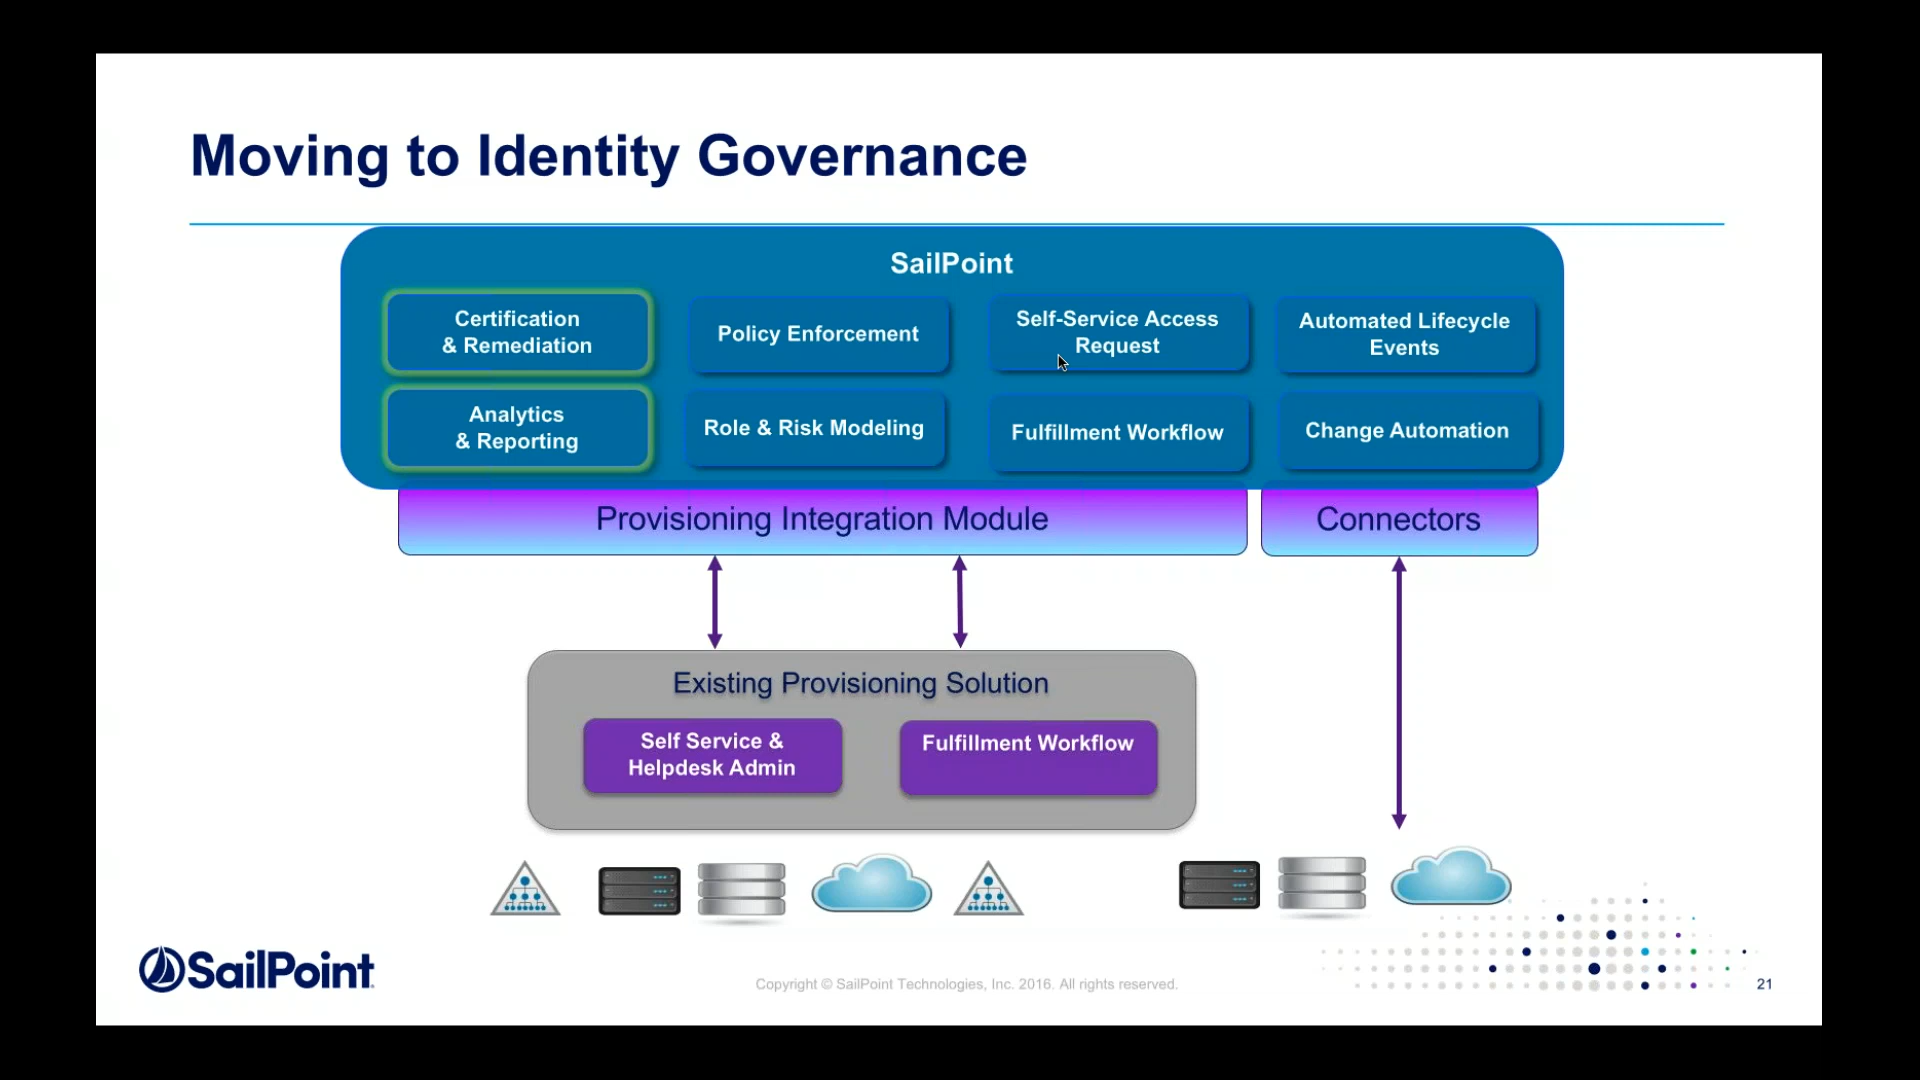 Moving to Identity Governance
SailPoint
Certification
& Remediation
Policy Enforcement
Self-Service Access
Request
Automated Lifecycle
Events
Analytics
& Reporting
Role & Risk Modeling
Fulfillment Workflow
Change Automation
Provisioning Integration Module
Connectors
Existing Provisioning Solution
Self Service &
Helpdesk Admin
Fulfillment Workflow
SailPoint
Copyright © SailPoint Technologies, Inc. 2016. All rights reserved.
21